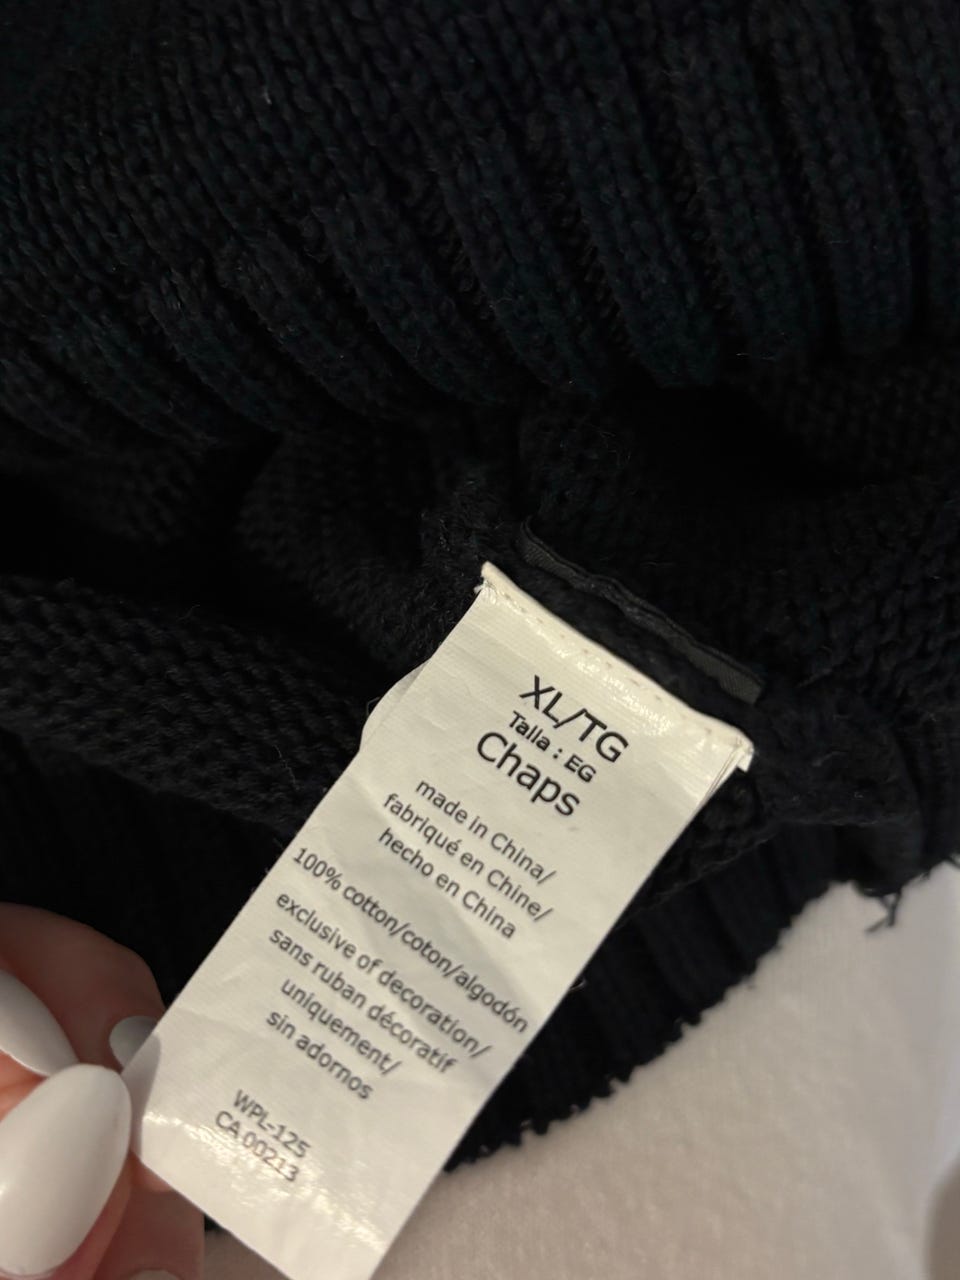 XL/TG
Talla : EG
Chaps
made in China/
fabriqué en Chine/
hecho en China
100% cotton/coton/algodón
exclusive of decoration/
sans ruban décoratif
uniquement/
sin adornos
WPL-125
CA 00213